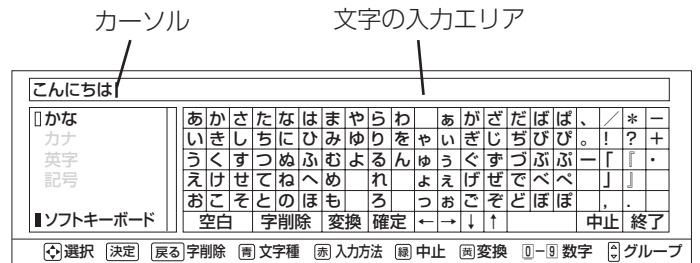 カーソル 文字の入力エリア
こんにちは
かな
カナ
英字
記号
ソフトキーボード
あ か さ た な は ま や ら わ ぁ が ざ だ ば ぱ 、 ／ ＊ －
い き し ち に ひ み ゆ り を ゃ ぃ ぎ じ ぢ び ぴ 。 ！ ？ ＋
う く す つ ぬ ふ む よ る ん ゅ ぅ ぐ ず づ ぶ ぷ ー 「 『 ・
え け せ て ね へ め れ ょ ぇ げ ぜ で べ ぺ 」 』
お こ そ と の ほ も ろ っ ぉ ご ぞ ど ぼ ぽ ， ．
空白 字削除 変換 確定 ← → ↓ ↑ 中止 終了
選択 決定 戻る 字削除 青 文字種 赤 入力方法 緑 中止 黄 変換 0－9 数字 グループ